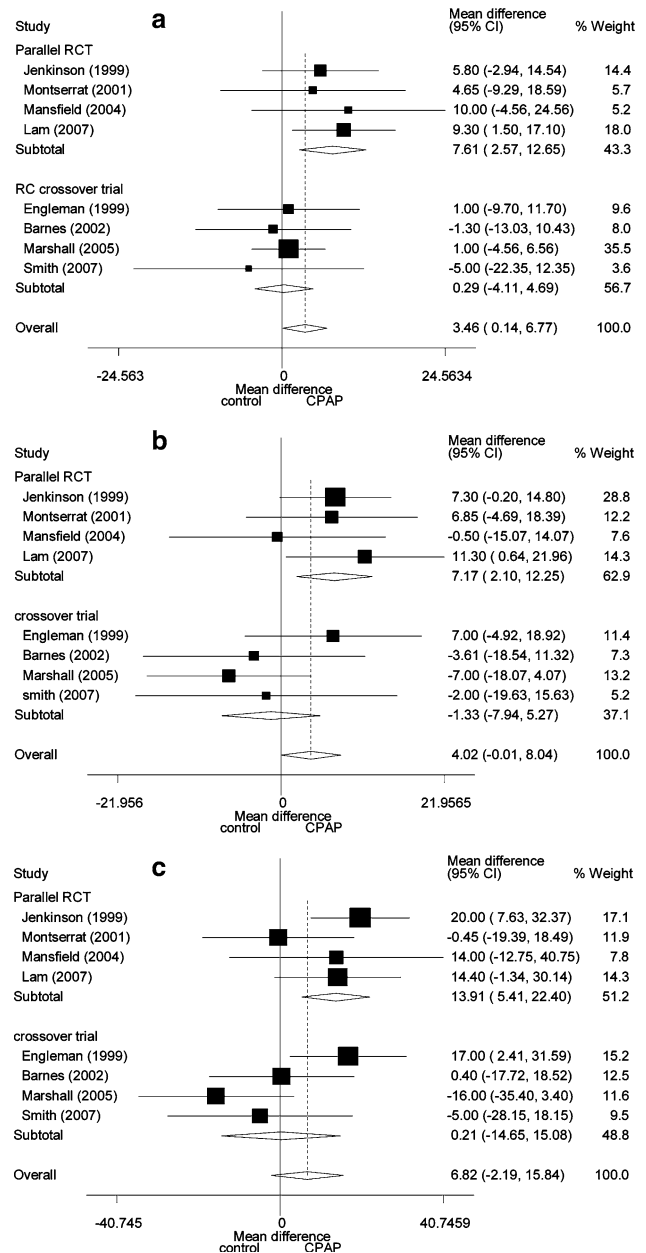 a
Study Mean difference (95% CI) % Weight
Parallel RCT
Jenkinson (1999) 5.80 (-2.94, 14.54) 14.4
Montserrat (2001) 4.65 (-9.29, 18.59) 5.7
Mansfield (2004) 10.00 (-4.56, 24.56) 5.2
Lam (2007) 9.30 ( 1.50, 17.10) 18.0
Subtotal 7.61 ( 2.57, 12.65) 43.3
RC crossover trial
Engleman (1999) 1.00 (-9.70, 11.70) 9.6
Barnes (2002) -1.30 (-13.03, 10.43) 8.0
Marshall (2005) 1.00 (-4.56, 6.56) 35.5
Smith (2007) -5.00 (-22.35, 12.35) 3.6
Subtotal 0.29 (-4.11, 4.69) 56.7
Overall 3.46 ( 0.14, 6.77) 100.0
-24.563 0 24.5634
Mean difference
control CPAP
b
Study Mean difference (95% CI) % Weight
Parallel RCT
Jenkinson (1999) 7.30 (-0.20, 14.80) 28.8
Montserrat (2001) 6.85 (-4.69, 18.39) 12.2
Mansfield (2004) -0.50 (-15.07, 14.07) 7.6
Lam (2007) 11.30 ( 0.64, 21.96) 14.3
Subtotal 7.17 ( 2.10, 12.25) 62.9
crossover trial
Engleman (1999) 7.00 (-4.92, 18.92) 11.4
Barnes (2002) -3.61 (-18.54, 11.32) 7.3
Marshall (2005) -7.00 (-18.07, 4.07) 13.2
smith (2007) -2.00 (-19.63, 15.63) 5.2
Subtotal -1.33 (-7.94, 5.27) 37.1
Overall 4.02 (-0.01, 8.04) 100.0
-21.956 0 21.9565
Mean difference
control CPAP
c
Study Mean difference (95% CI) % Weight
Parallel RCT
Jenkinson (1999) 20.00 ( 7.63, 32.37) 17.1
Montserrat (2001) -0.45 (-19.39, 18.49) 11.9
Mansfield (2004) 14.00 (-12.75, 40.75) 7.8
Lam (2007) 14.40 (-1.34, 30.14) 14.3
Subtotal 13.91 ( 5.41, 22.40) 51.2
crossover trial
Engleman (1999) 17.00 ( 2.41, 31.59) 15.2
Barnes (2002) 0.40 (-17.72, 18.52) 12.5
Marshall (2005) -16.00 (-35.40, 3.40) 11.6
Smith (2007) -5.00 (-28.15, 18.15) 9.5
Subtotal 0.21 (-14.65, 15.08) 48.8
Overall 6.82 (-2.19, 15.84) 100.0
-40.745 0 40.7459
Mean difference
control CPAP